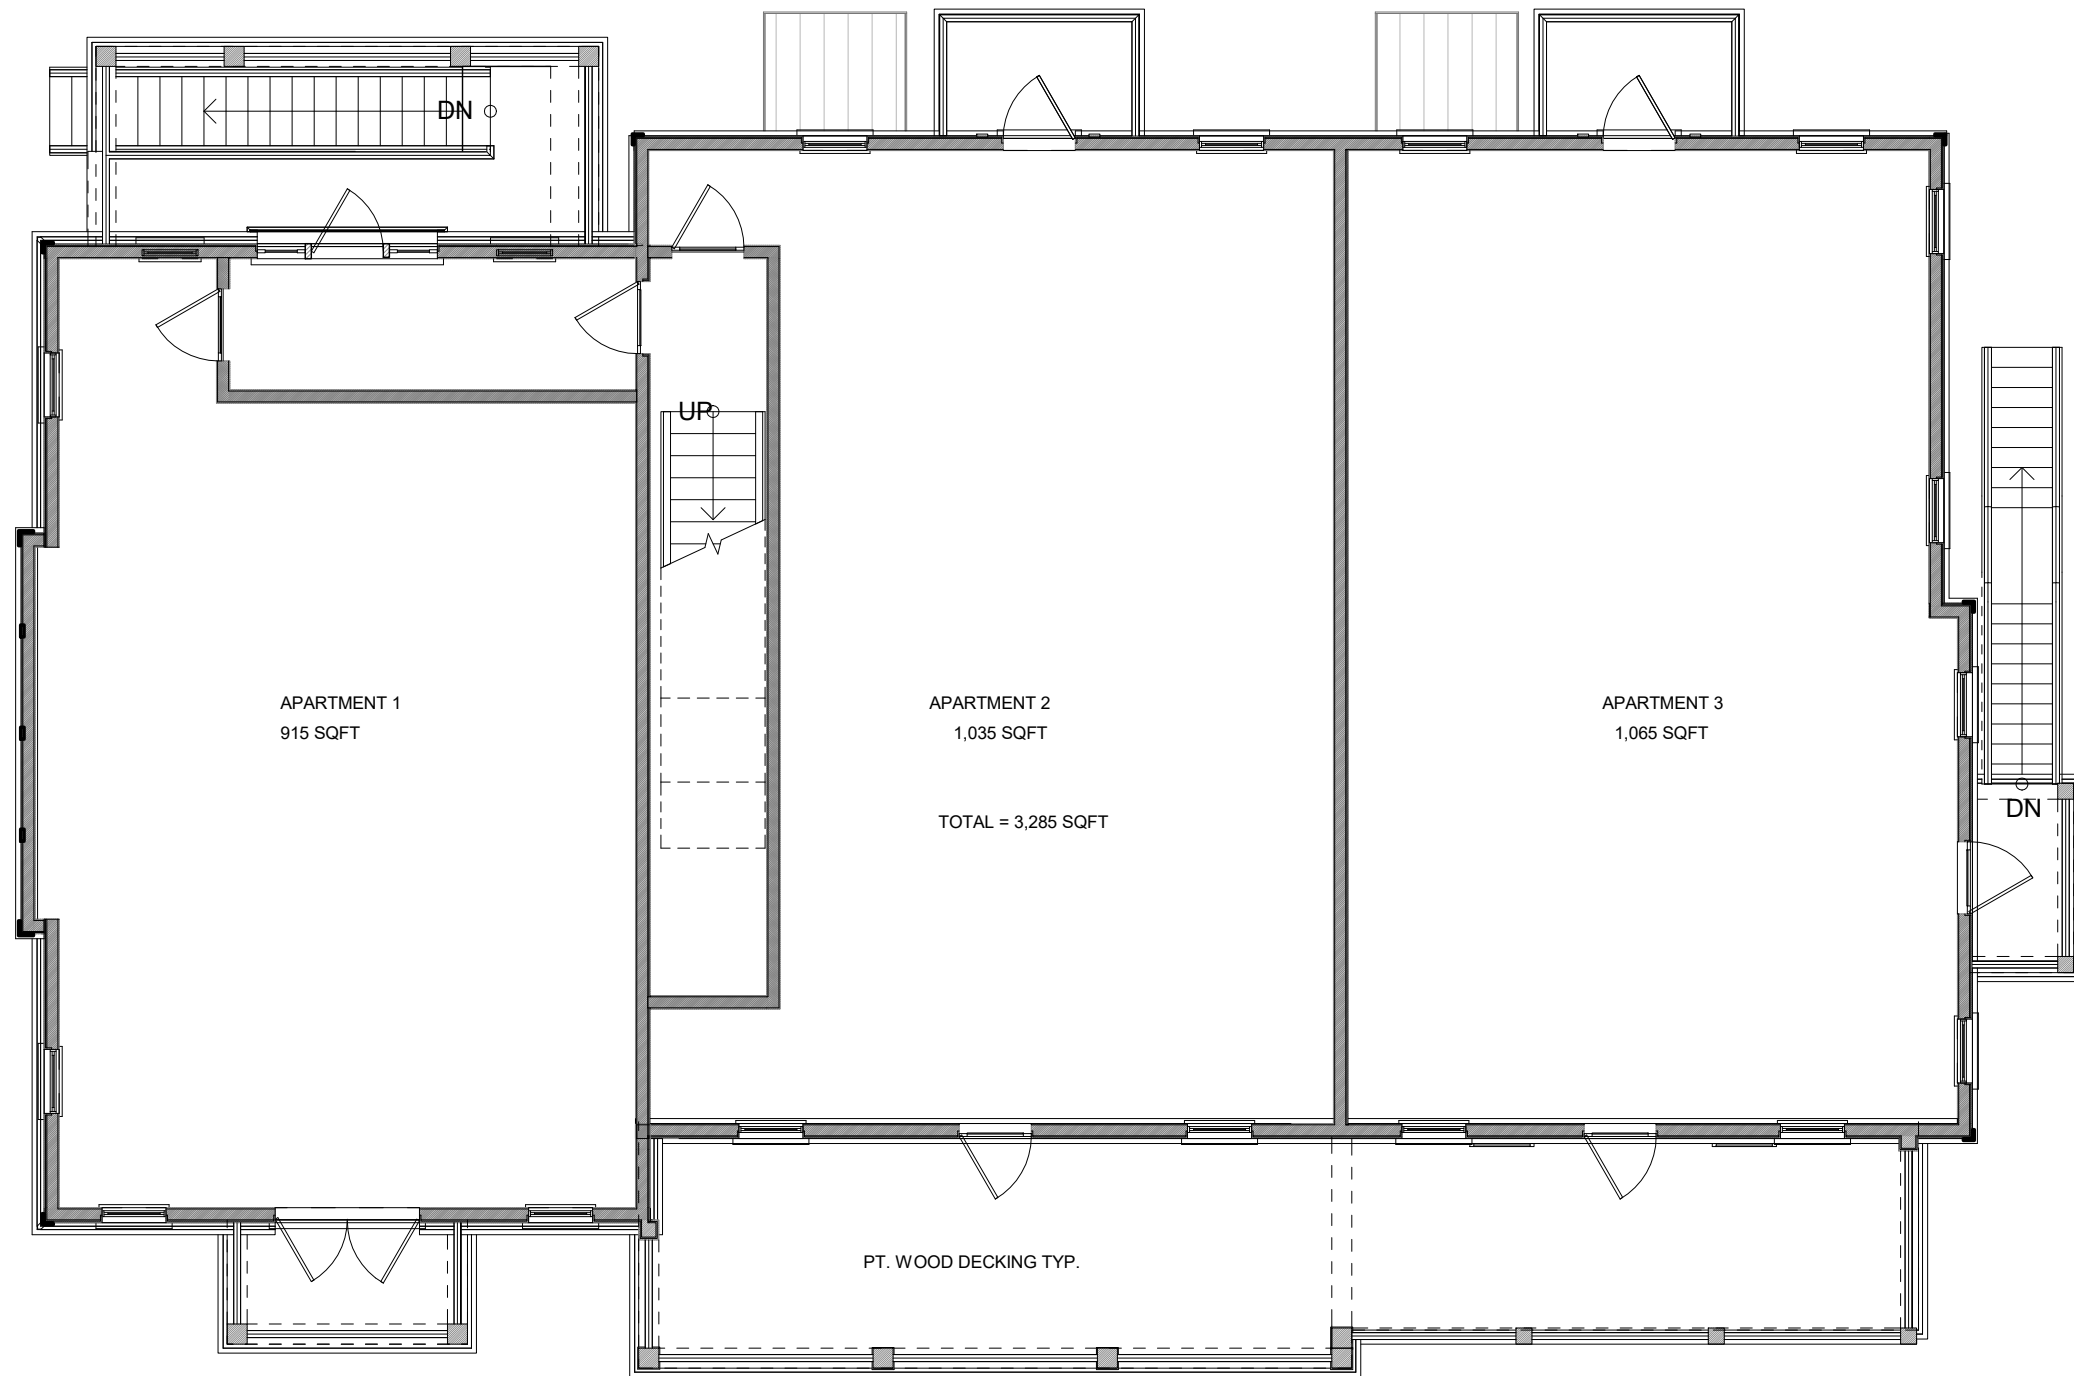 DN
UP
APARTMENT 1
915 SQFT
APARTMENT 2
1,035 SQFT
TOTAL = 3,285 SQFT
APARTMENT 3
1,065 SQFT
DN
PT. WOOD DECKING TYP.